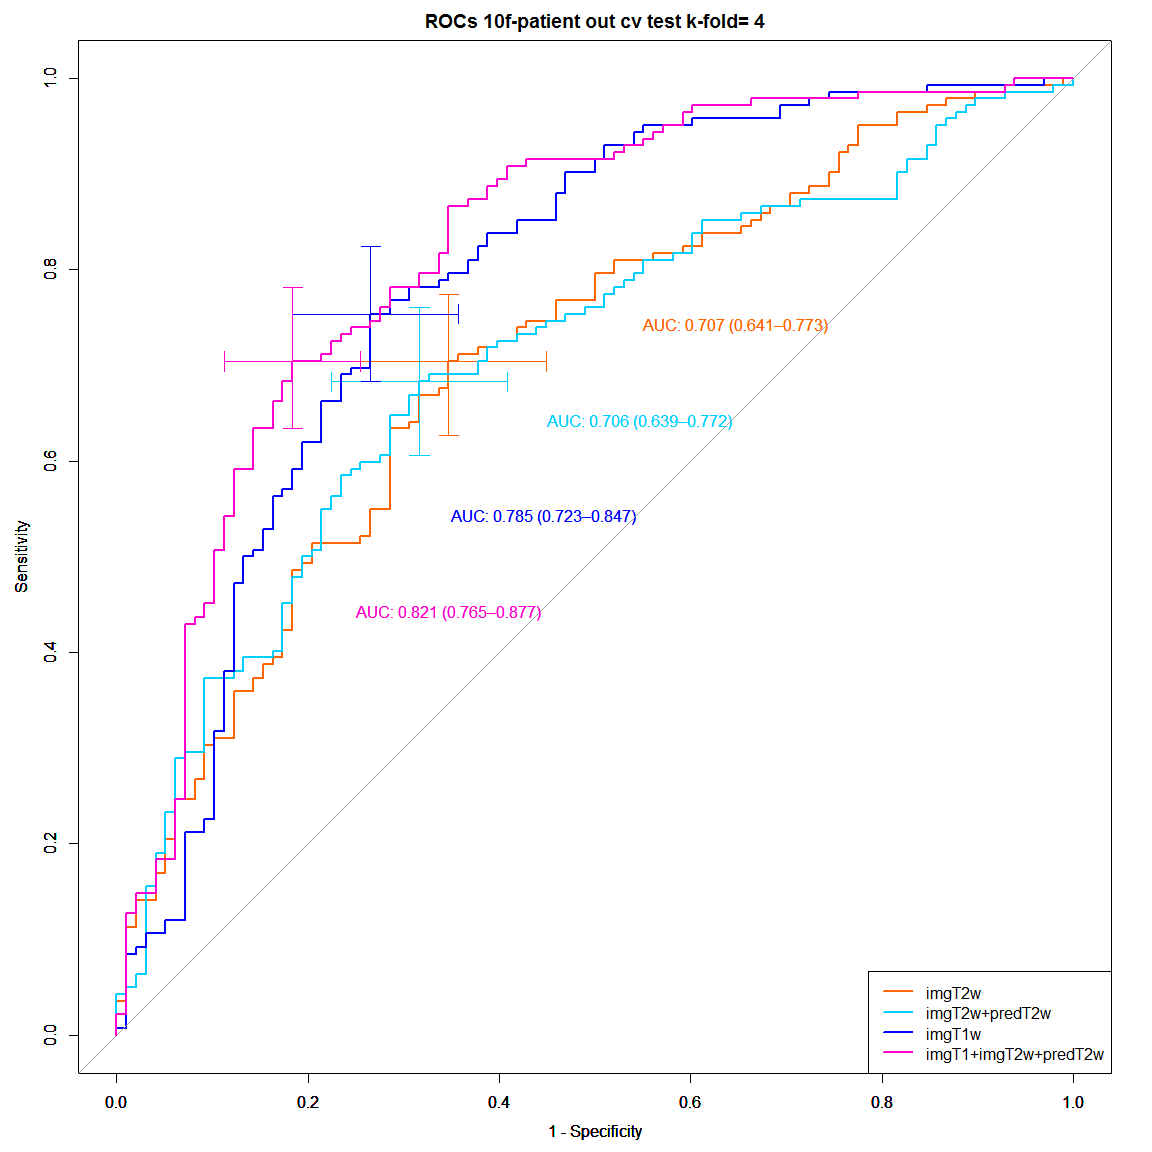 ROCs 10f-patient out cv test k-fold= 4
Sensitivity
1.0
0.8
0.6
0.4
0.2
0.0
AUC: 0.707 (0.641–0.773)
AUC: 0.706 (0.639–0.772)
AUC: 0.785 (0.723–0.847)
AUC: 0.821 (0.765–0.877)
imgT2w
imgT2w+predT2w
imgT1w
imgT1+imgT2w+predT2w
0.0 0.2 0.4 0.6 0.8 1.0
1 - Specificity